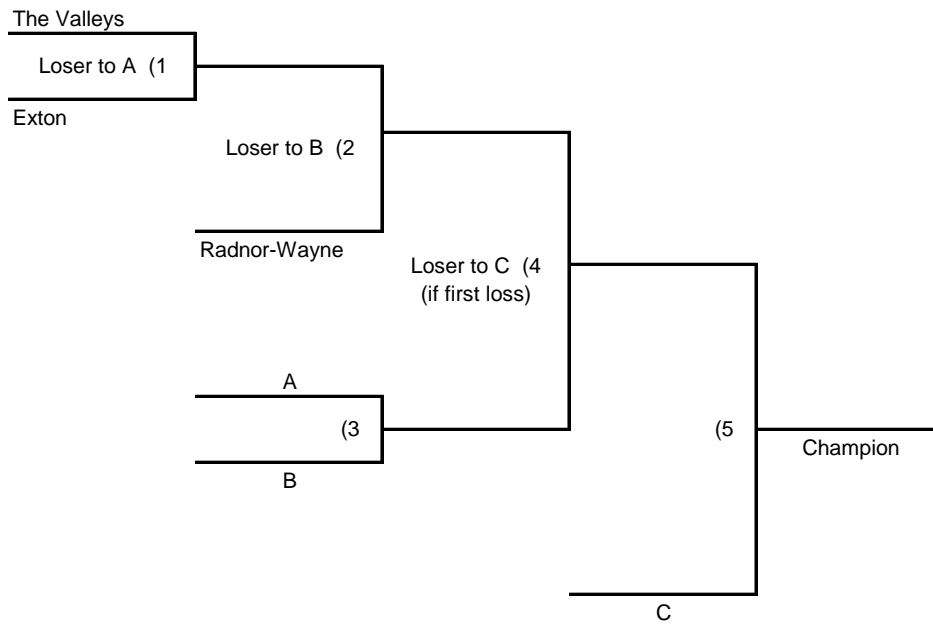 The Valleys
Loser to A (1
Exton
Loser to B (2
Radnor-Wayne
Loser to C (4
(if first loss)
A
(3
B
(5
Champion
C